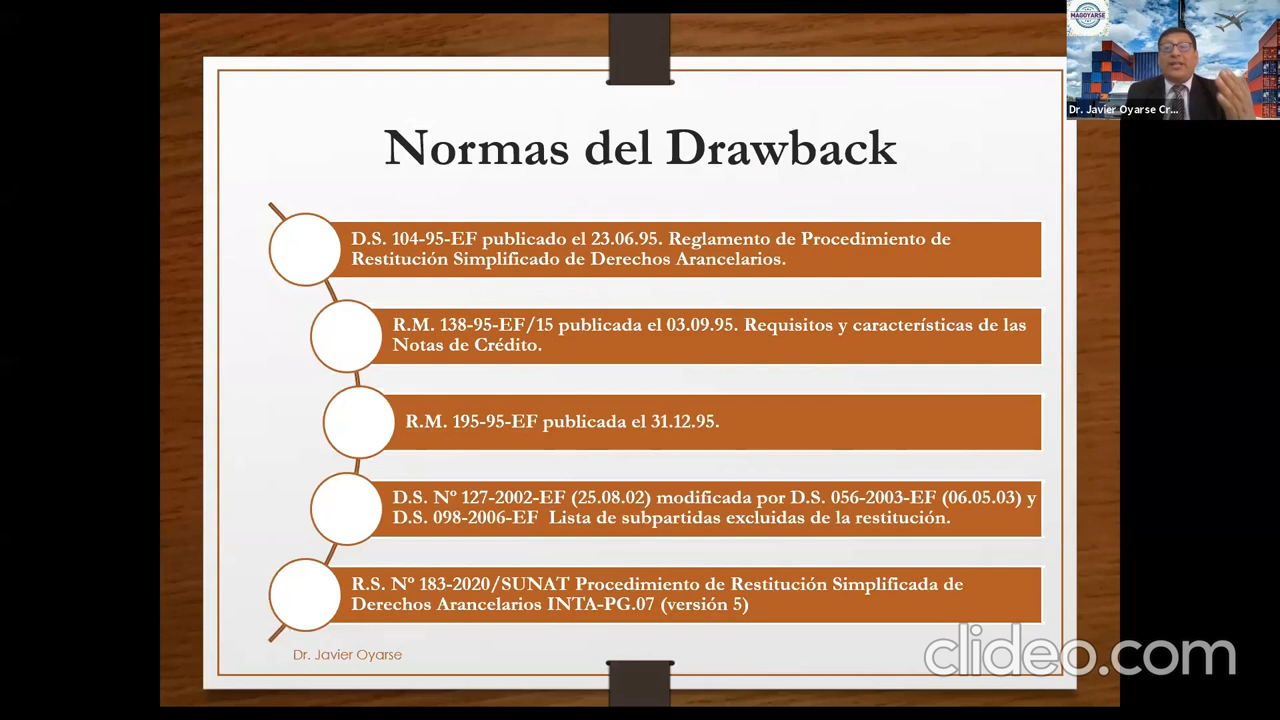 MAGOYARSE
Dr. Javier Oyarse Cr...
Normas del Drawback
D.S. 104-95-EF publicado el 23.06.95. Reglamento de Procedimiento de
Restitución Simplificado de Derechos Arancelarios.
R.M. 138-95-EF/15 publicada el 03.09.95. Requisitos y características de las
Notas de Crédito.
R.M. 195-95-EF publicada el 31.12.95.
D.S. Nº 127-2002-EF (25.08.02) modificada por D.S. 056-2003-EF (06.05.03) y
D.S. 098-2006-EF Lista de subpartidas excluidas de la restitución.
R.S. Nº 183-2020/SUNAT Procedimiento de Restitución Simplificada de
Derechos Arancelarios INTA-PG.07 (versión 5)
Dr. Javier Oyarse
clideo.com